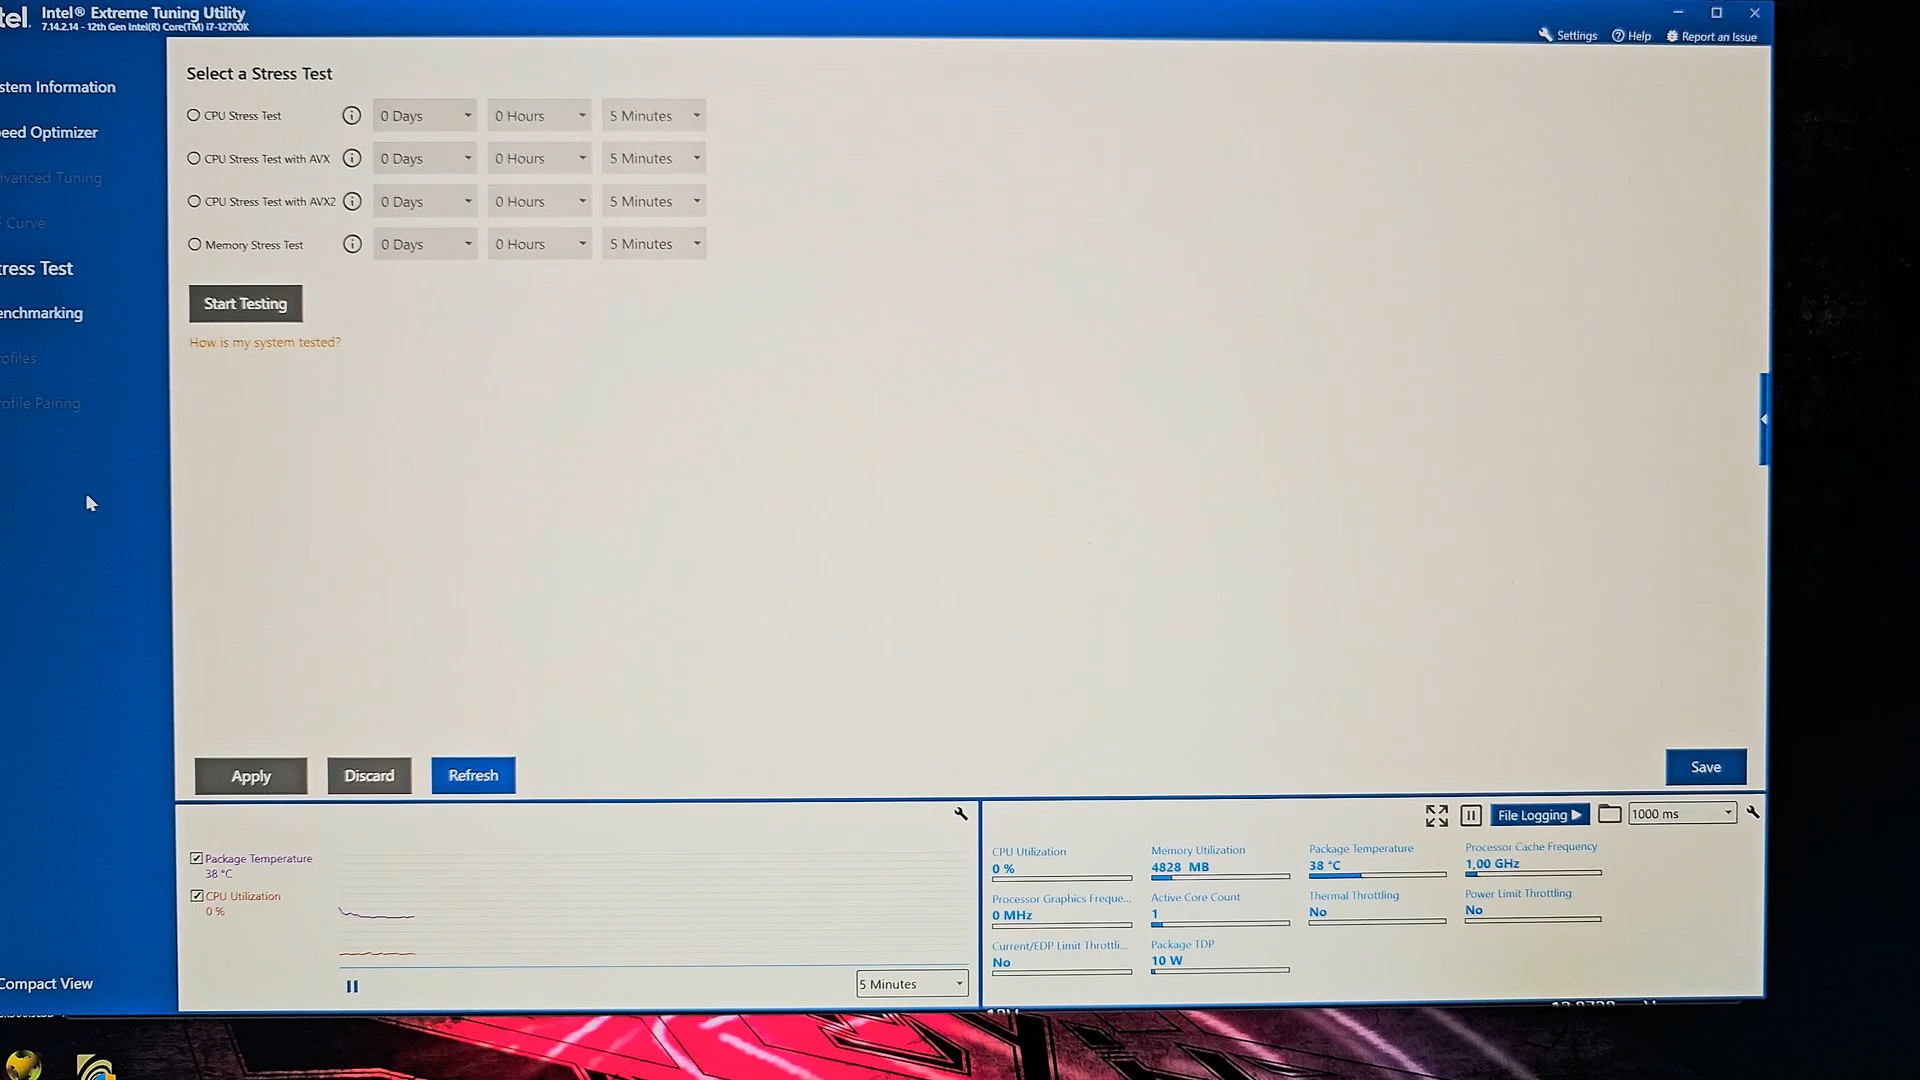 tel. Intel® Extreme Tuning Utility
7.14.2.14 - 12th Gen Intel(R) Core(TM) i7-12700K
Settings Help Report an Issue
stem Information
eed Optimizer
dvanced Tuning
F Curve
tress Test
enchmarking
ofiles
rofile Pairing
Compact View
Select a Stress Test
CPU Stress Test 0 Days 0 Hours 5 Minutes
CPU Stress Test with AVX 0 Days 0 Hours 5 Minutes
CPU Stress Test with AVX2 0 Days 0 Hours 5 Minutes
Memory Stress Test 0 Days 0 Hours 5 Minutes
Start Testing
How is my system tested?
Apply Discard Refresh Save
Package Temperature
38 °C
CPU Utilization
0 %
5 Minutes
File Logging 1000 ms
CPU Utilization
0 %
Memory Utilization
4828 MB
Package Temperature
38 °C
Processor Cache Frequency
1,00 GHz
Processor Graphics Freque...
0 MHz
Active Core Count
1
Thermal Throttling
No
Power Limit Throttling
No
Current/EDP Limit Throttli...
No
Package TDP
10 W